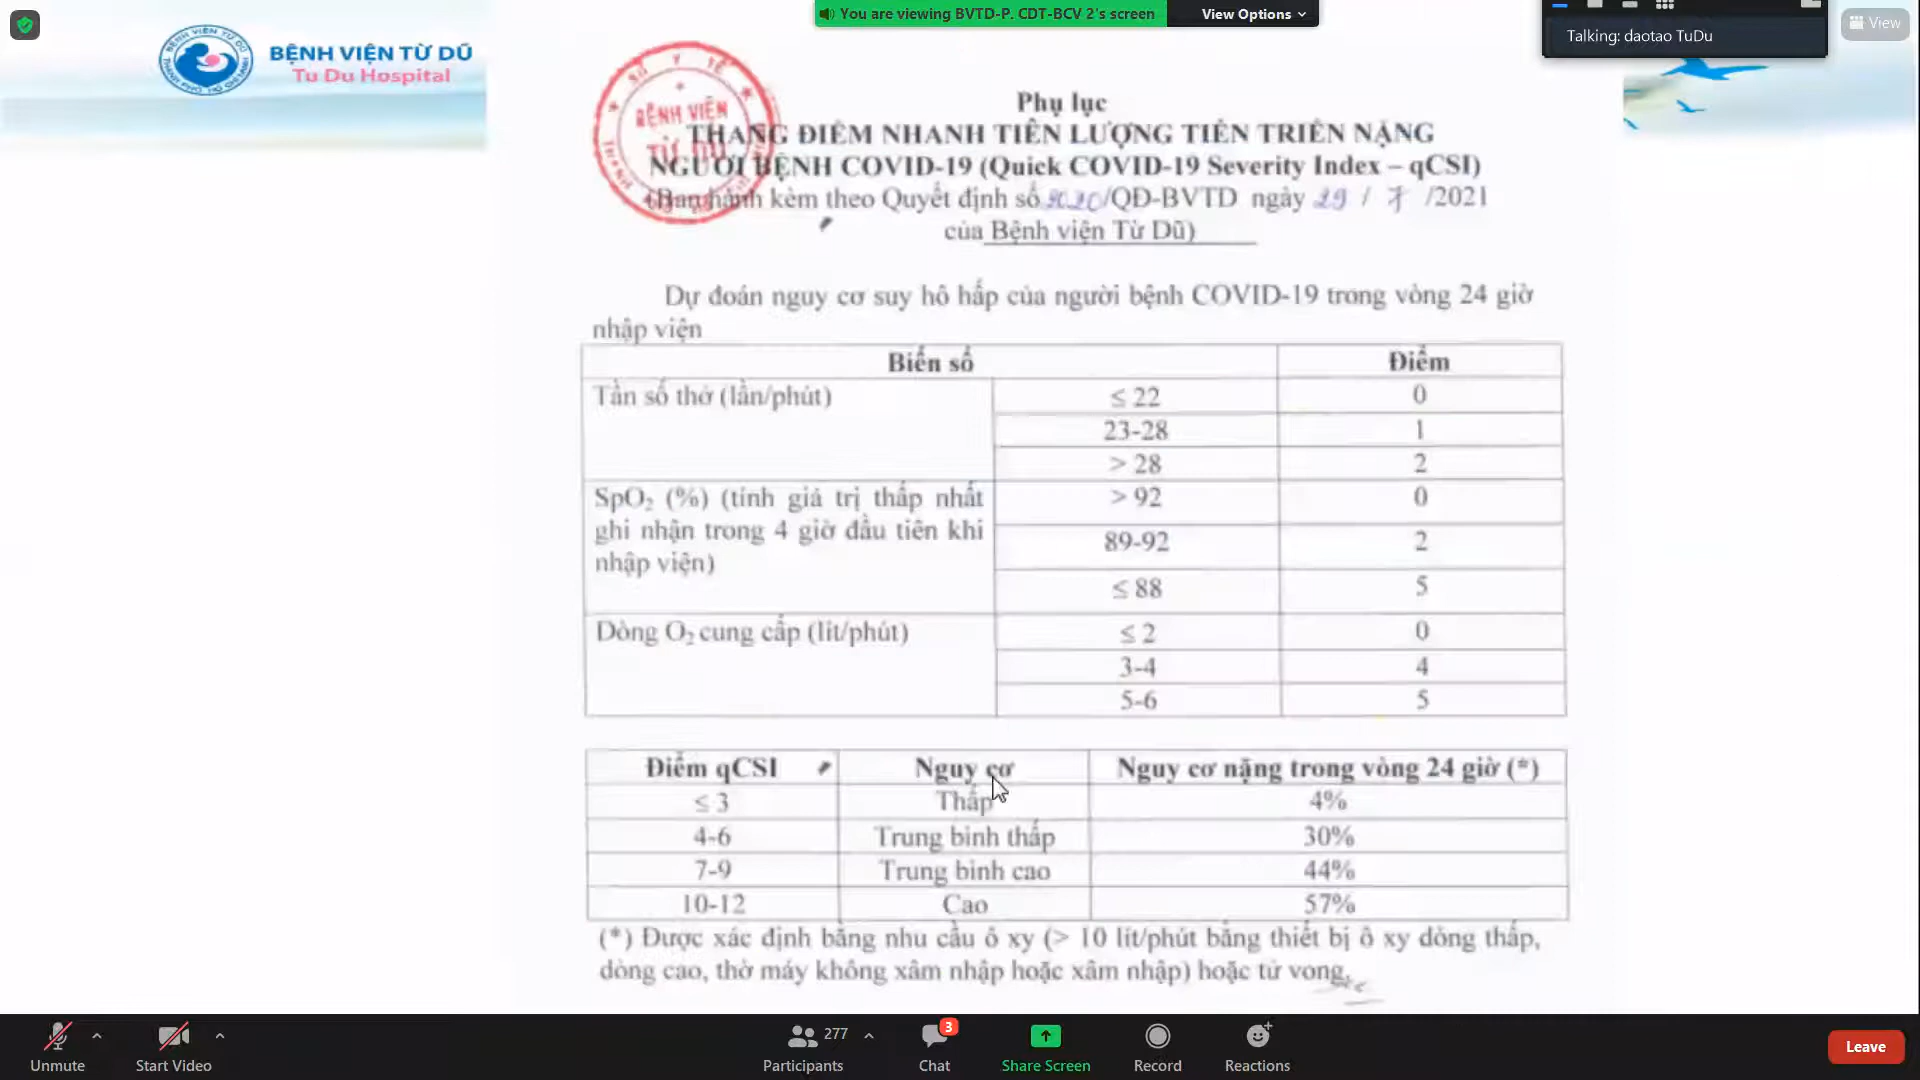 You are viewing BVTD-P. CDT-BCV 2's screen
View Options
Talking: daotao TuDu
View
BỆNH VIỆN TỪ DŨ
Tu Du Hospital
SỞ Y TẾ
BỆNH VIỆN
TỪ DŨ
Phụ lục
THANG ĐIỂM NHANH TIÊN LƯỢNG TIẾN TRIỂN NẶNG
NGƯỜI BỆNH COVID-19 (Quick COVID-19 Severity Index – qCSI)
(Ban hành kèm theo Quyết định số /QĐ-BVTD ngày 29 / 7 /2021
của Bệnh viện Từ Dũ)
Dự đoán nguy cơ suy hô hấp của người bệnh COVID-19 trong vòng 24 giờ
nhập viện
Biến số Điểm
Tần số thở (lần/phút) ≤ 22 0
23-28 1
> 28 2
SpO₂ (%) (tính giá trị thấp nhất
ghi nhận trong 4 giờ đầu tiên khi
nhập viện)
> 92 0
89-92 2
≤ 88 5
Dòng O₂ cung cấp (lít/phút) ≤ 2 0
3-4 4
5-6 5
Điểm qCSI Nguy cơ Nguy cơ nặng trong vòng 24 giờ (*)
≤ 3 Thấp 4%
4-6 Trung bình thấp 30%
7-9 Trung bình cao 44%
10-12 Cao 57%
(*) Được xác định bằng nhu cầu ô xy (> 10 lít/phút bằng thiết bị ô xy dòng thấp,
dòng cao, thở máy không xâm nhập hoặc xâm nhập) hoặc tử vong.
Unmute
Start Video
277
Participants
3
Chat
Share Screen
Record
Reactions
Leave